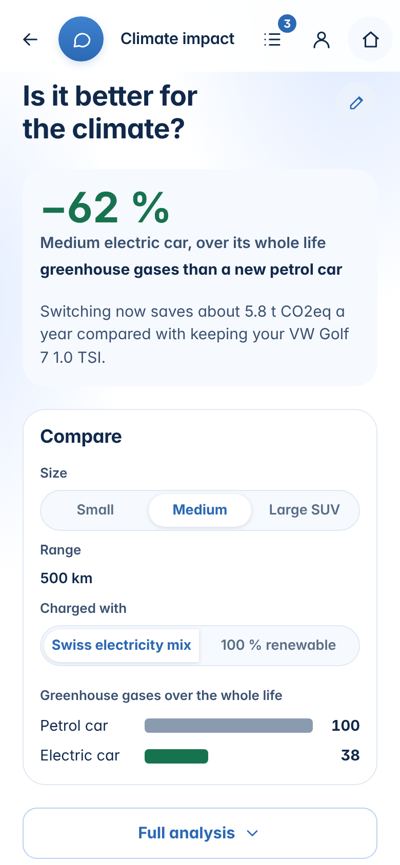 Climate impact
3
Is it better for
the climate?
−62 %
Medium electric car, over its whole life
greenhouse gases than a new petrol car
Switching now saves about 5.8 t CO2eq a
year compared with keeping your VW Golf
7 1.0 TSI.
Compare
Size
Small Medium Large SUV
Range
500 km
Charged with
Swiss electricity mix 100 % renewable
Greenhouse gases over the whole life
Petrol car 100
Electric car 38
Full analysis